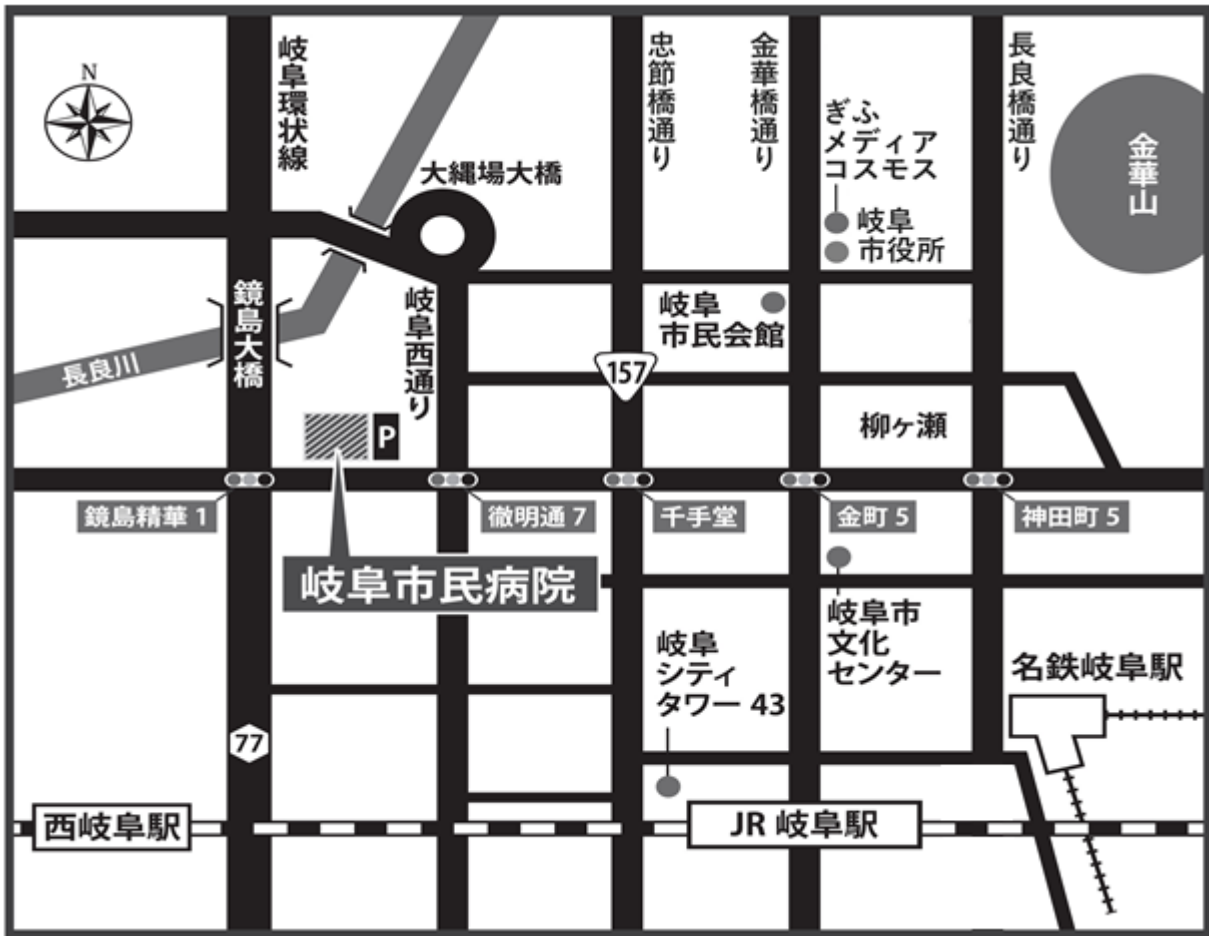 N
岐阜環状線
忠節橋通り
金華橋通り
長良橋通り
ぎふ
メディア
コスモス
岐阜
市役所
金華山
大縄場大橋
鏡島大橋
岐阜西通り
岐阜
市民会館
157
長良川
P
柳ヶ瀬
鏡島精華 1
徹明通 7
千手堂
金町 5
神田町 5
岐阜市民病院
岐阜
シティ
タワー 43
岐阜市
文化
センター
名鉄岐阜駅
77
西岐阜駅
JR 岐阜駅